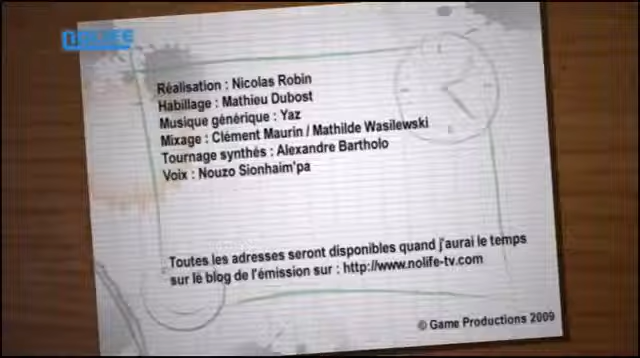 NOLIFE
Réalisation : Nicolas Robin
Habillage : Mathieu Dubost
Musique générique : Yaz
Mixage : Clément Maurin / Mathilde Wasilewski
Tournage synthés : Alexandre Bartholo
Voix : Nouzo Sionhaim'pa
Toutes les adresses seront disponibles quand j'aurai le temps
sur le blog de l'émission sur : http://www.nolife-tv.com
© Game Productions 2009